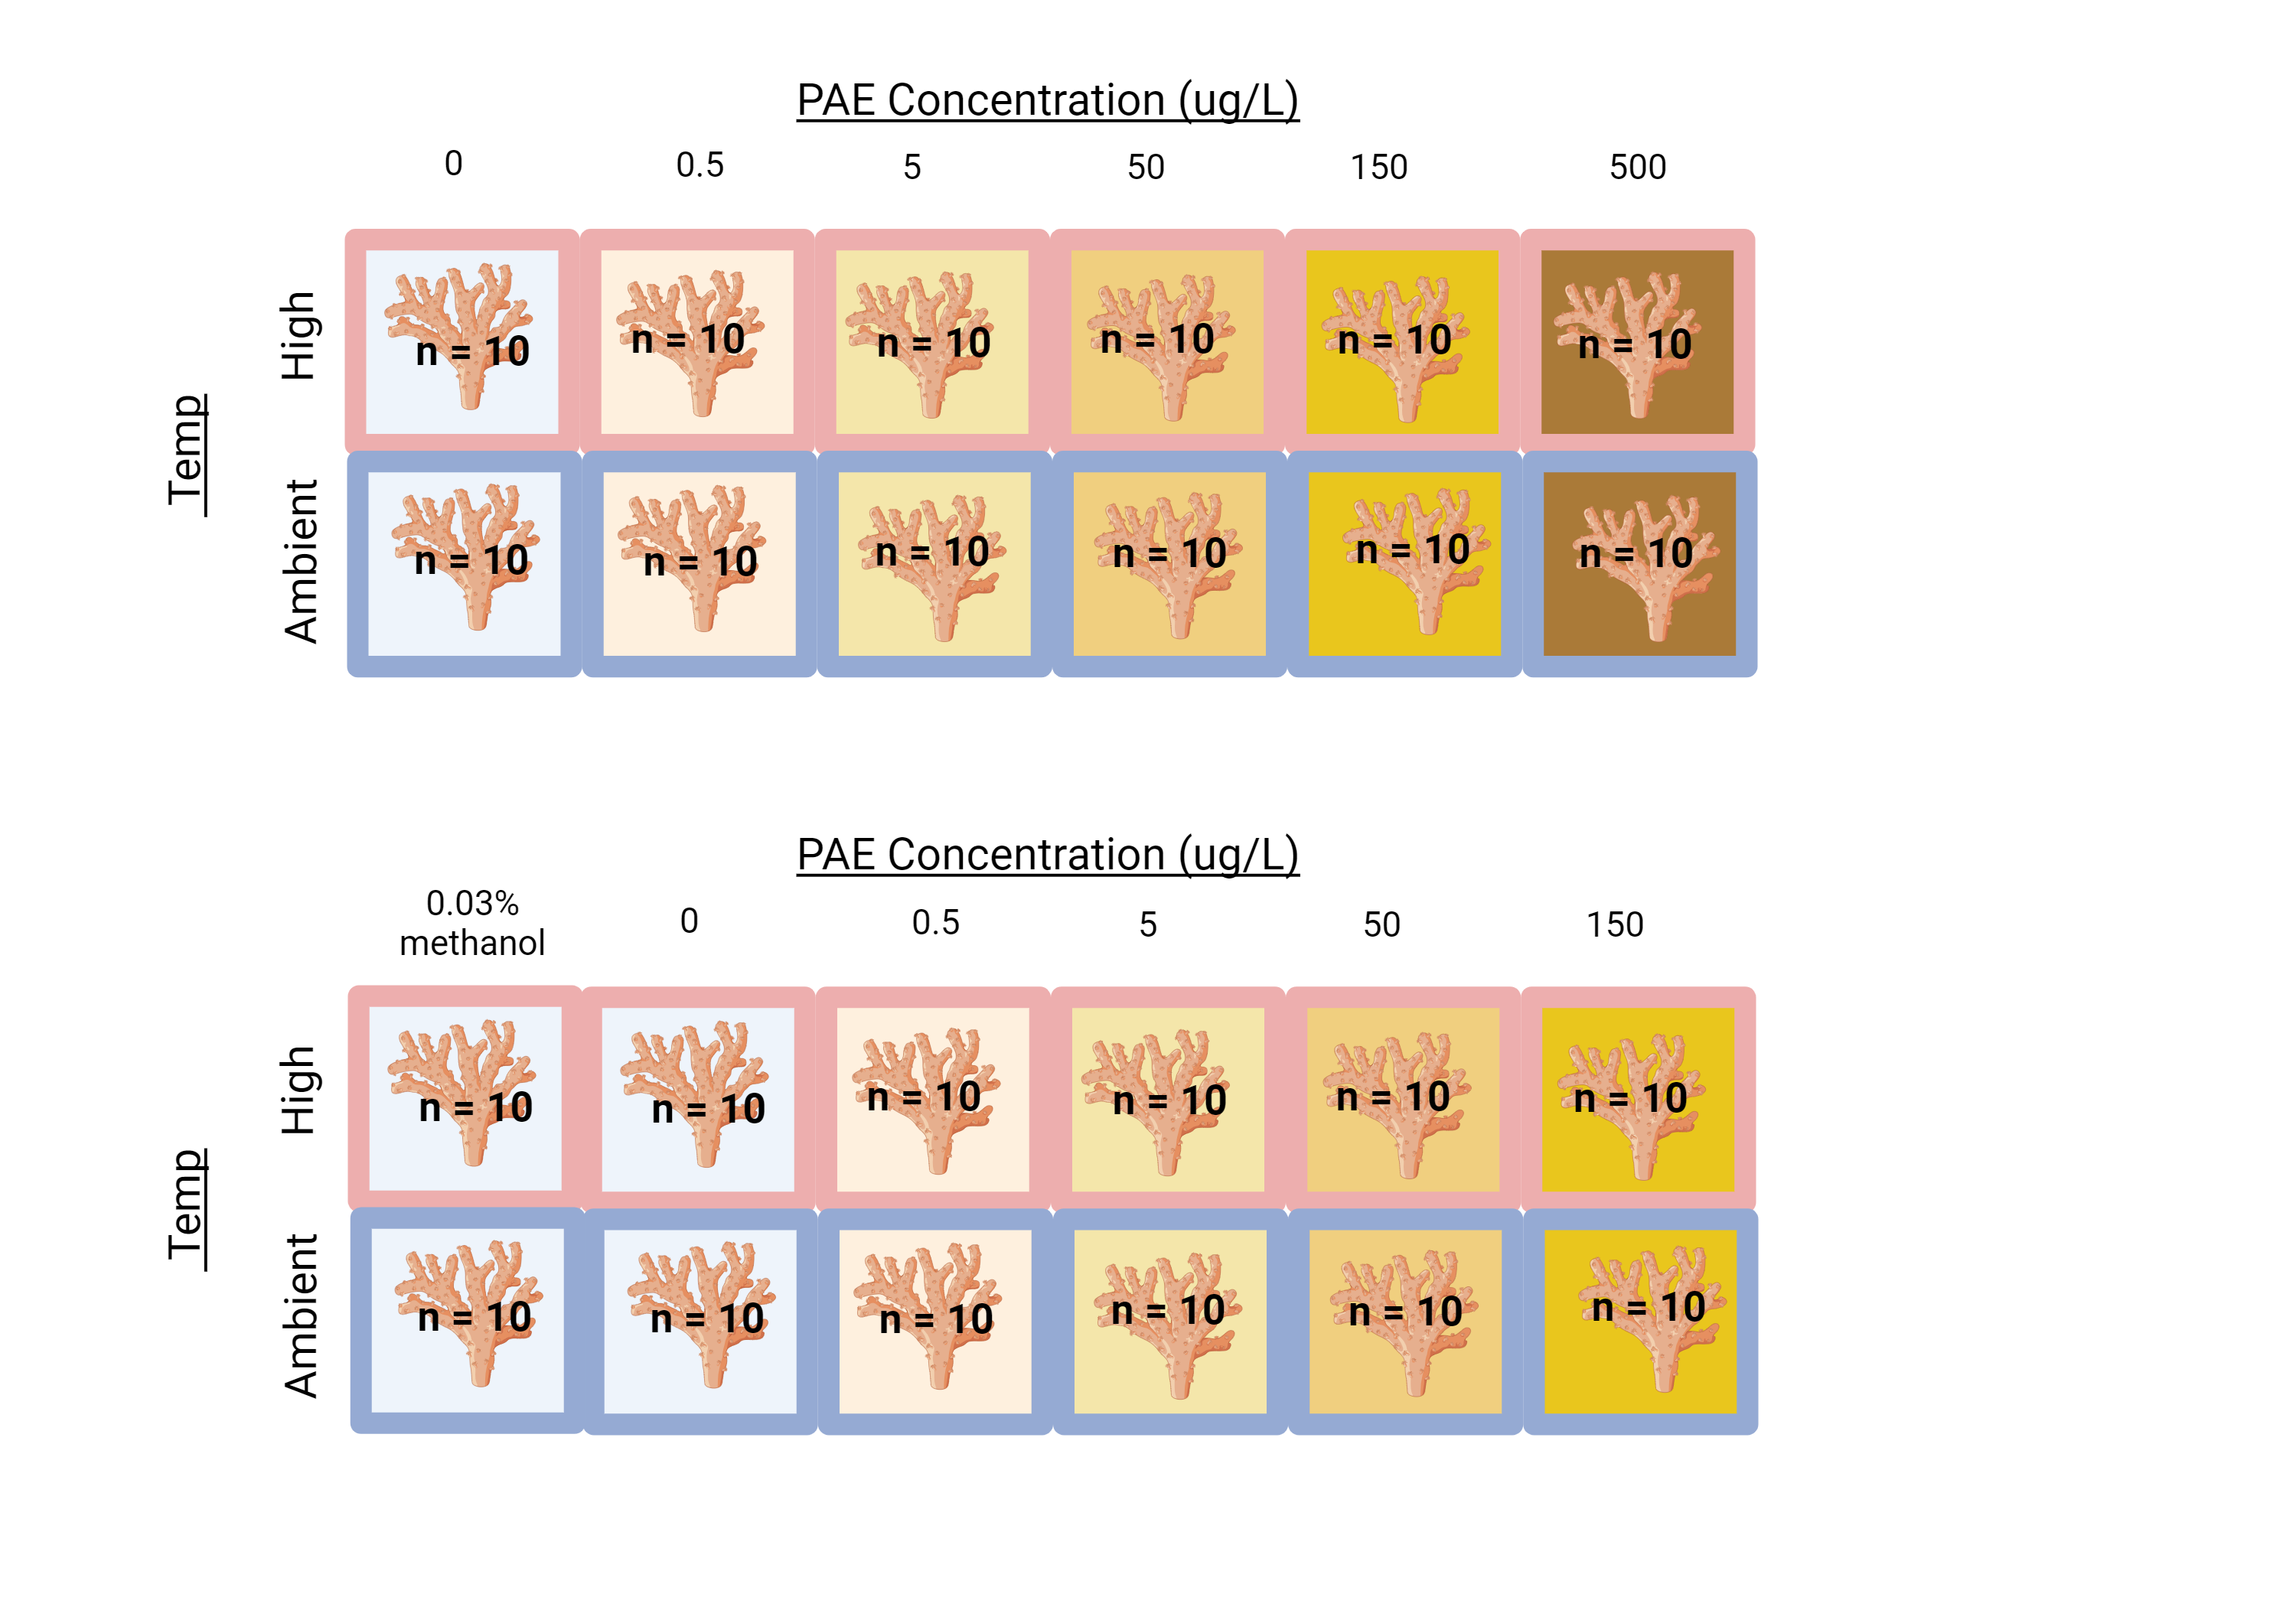 PAE Concentration (ug/L)
0 0.5 5 50 150 500
High
n = 10 n = 10 n = 10 n = 10 n = 10 n = 10
Temp
Ambient
n = 10 n = 10 n = 10 n = 10 n = 10 n = 10
PAE Concentration (ug/L)
0.03%
methanol
0 0.5 5 50 150
High
n = 10 n = 10 n = 10 n = 10 n = 10 n = 10
Temp
Ambient
n = 10 n = 10 n = 10 n = 10 n = 10 n = 10